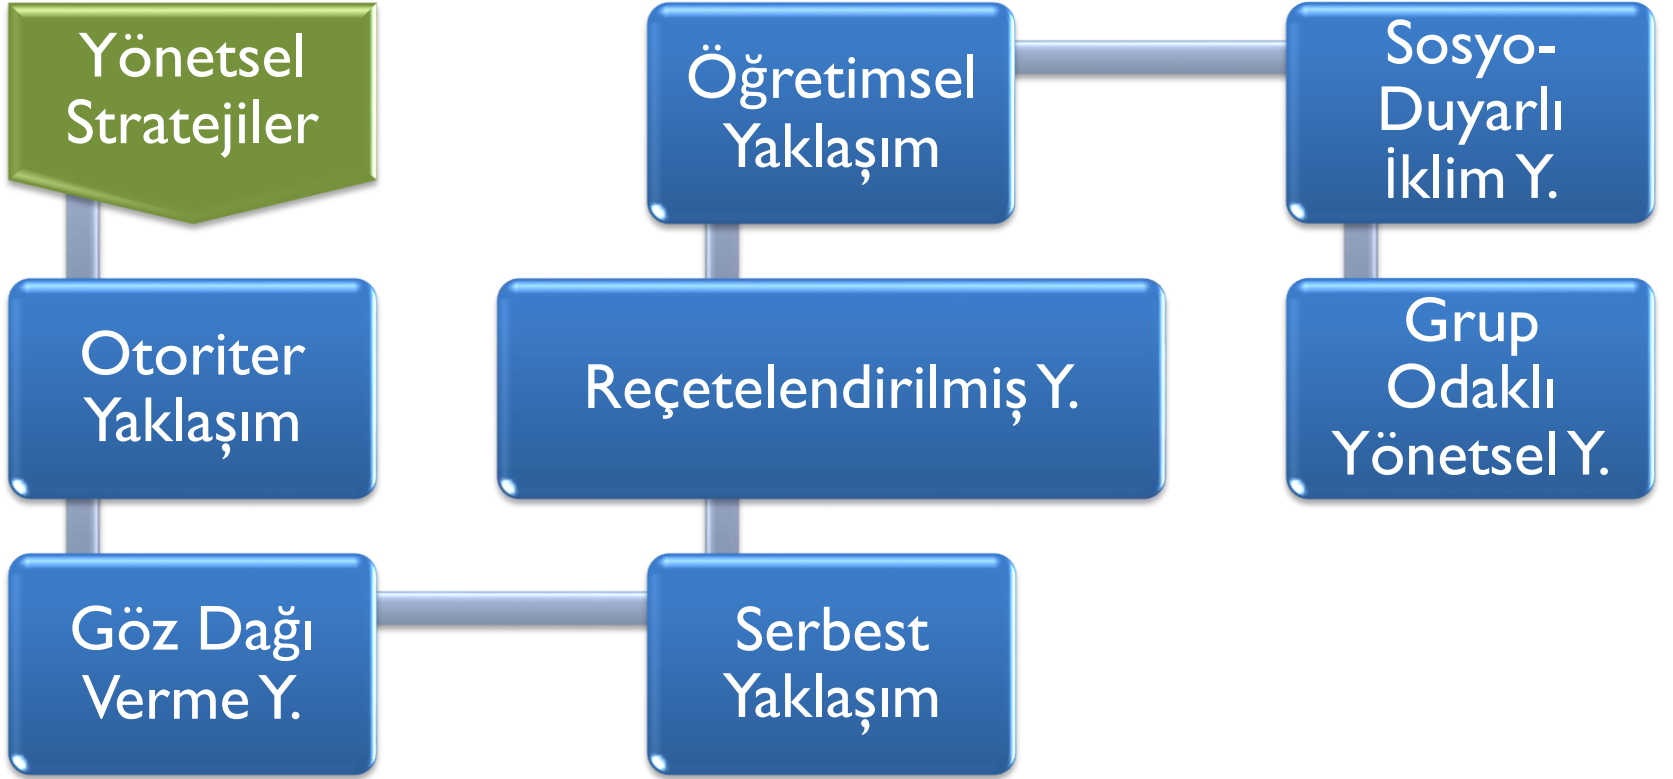 Yönetsel
Stratejiler
Otoriter
Yaklaşım
Göz Dağı
Verme Y.
Serbest
Yaklaşım
Reçetelendirilmiş Y.
Öğretimsel
Yaklaşım
Sosyo-
Duyarlı
İklim Y.
Grup
Odaklı
Yönetsel Y.